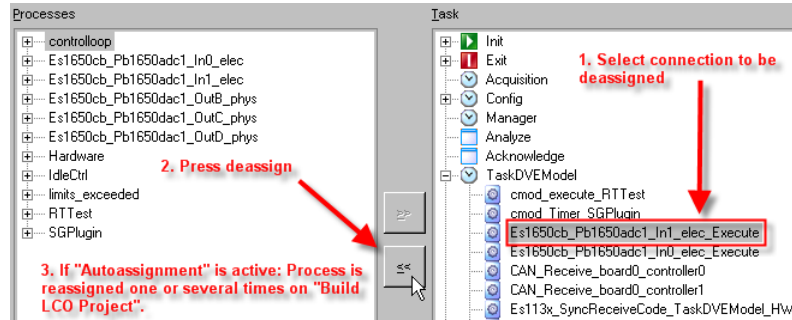 Processes
controlloop
Es1650cb_Pb1650adc1_In0_elec
Es1650cb_Pb1650adc1_In1_elec
Es1650cb_Pb1650dac1_OutB_phys
Es1650cb_Pb1650dac1_OutC_phys
Es1650cb_Pb1650dac1_OutD_phys
Hardware
IdleCtrl
limits_exceeded
RTTest
SGPlugin
2. Press deassign
3. If "Autoassignment" is active: Process is
reassigned one or several times on "Build
LCO Project".
>>
<<
Task
Init
Exit
Acquisition
Config
Manager
Analyze
Acknowledge
TaskDVEModel
cmod_execute_RTTest
cmod_Timer_SGPlugin
Es1650cb_Pb1650adc1_In1_elec_Execute
Es1650cb_Pb1650adc1_In0_elec_Execute
CAN_Receive_board0_controller0
CAN_Receive_board0_controller1
Es113x_SyncReceiveCode_TaskDVEModel_HW
1. Select connection to be
deassigned